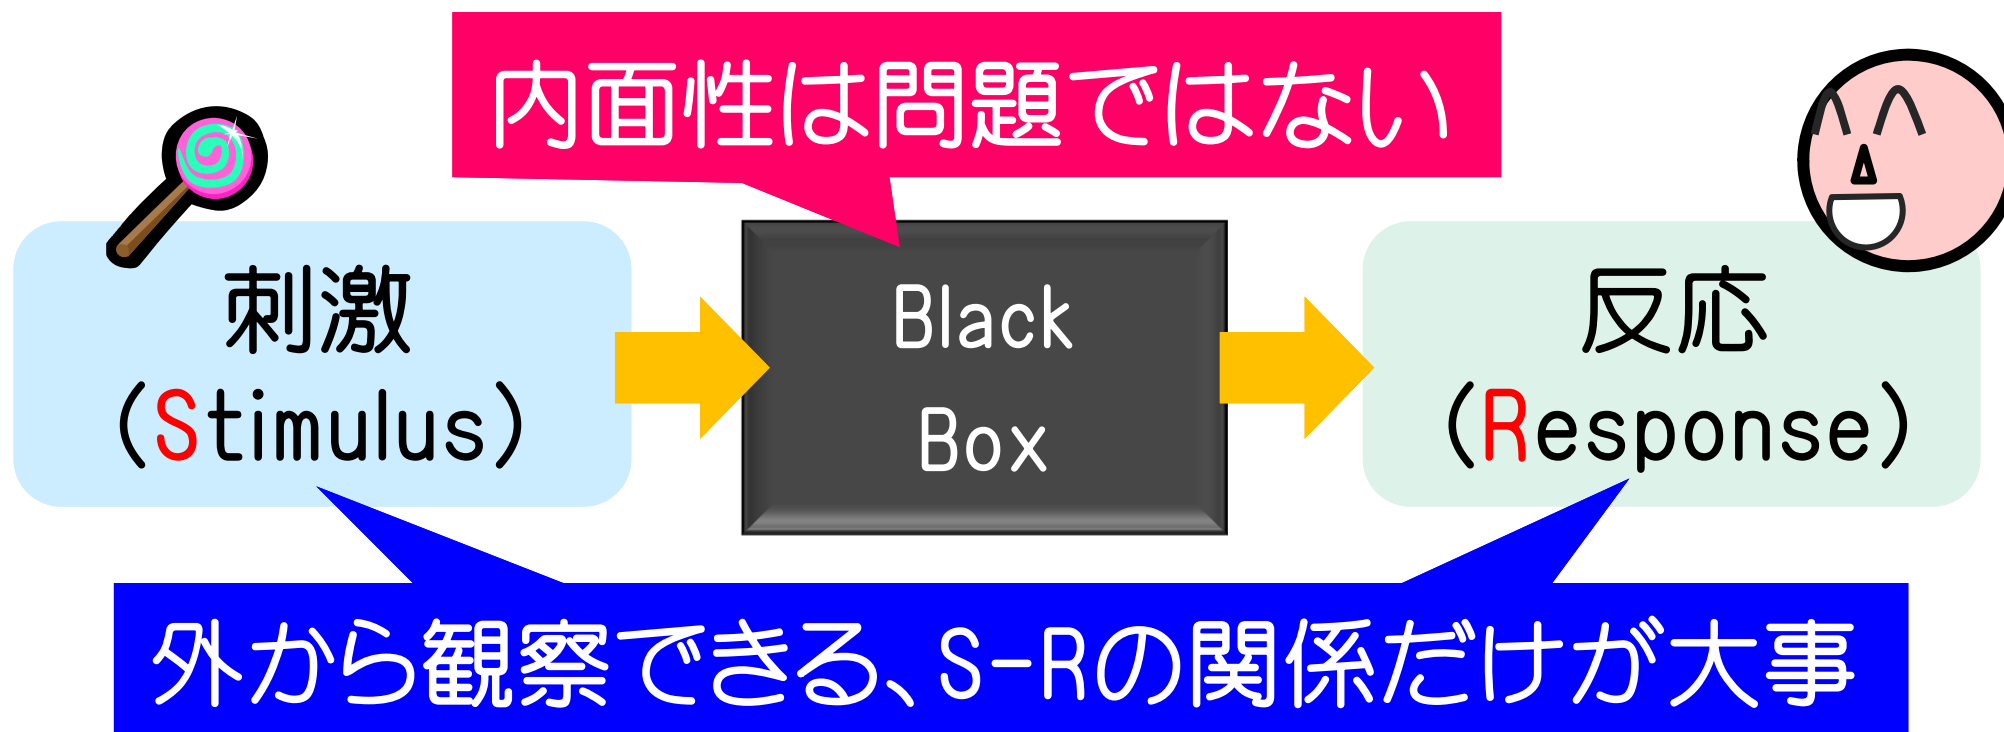 内面性は問題ではない
刺激
(Stimulus)
Black
Box
反応
(Response)
外から観察できる、S-Rの関係だけが大事